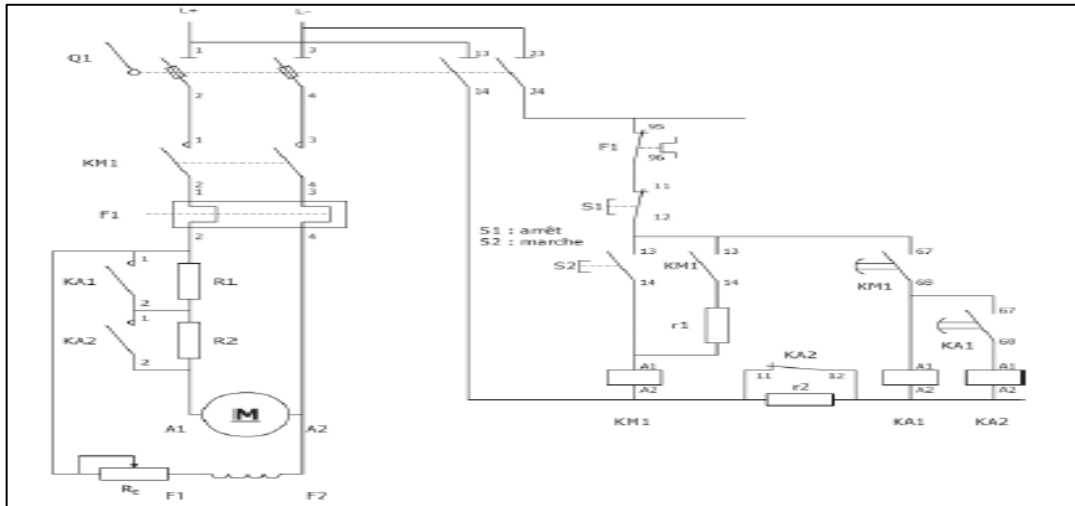 L+ L-
1 3 13 23
Q1
2 4 14 24
95
F1
96
1 3
KM1
2 4
1 3
11
S1
12
F1
2 4
S1 : arrêt
S2 : marche
13 13 67
S2 KM1
14 14 68
KM1
1
KA1 R1
2
1
KA2 R2
2
r1
67
KA1
68
KA2
A1 11 12 A1 A1
A2 r2 A2 A2
M
A1 A2
KM1 KA1 KA2
Rc F1 F2